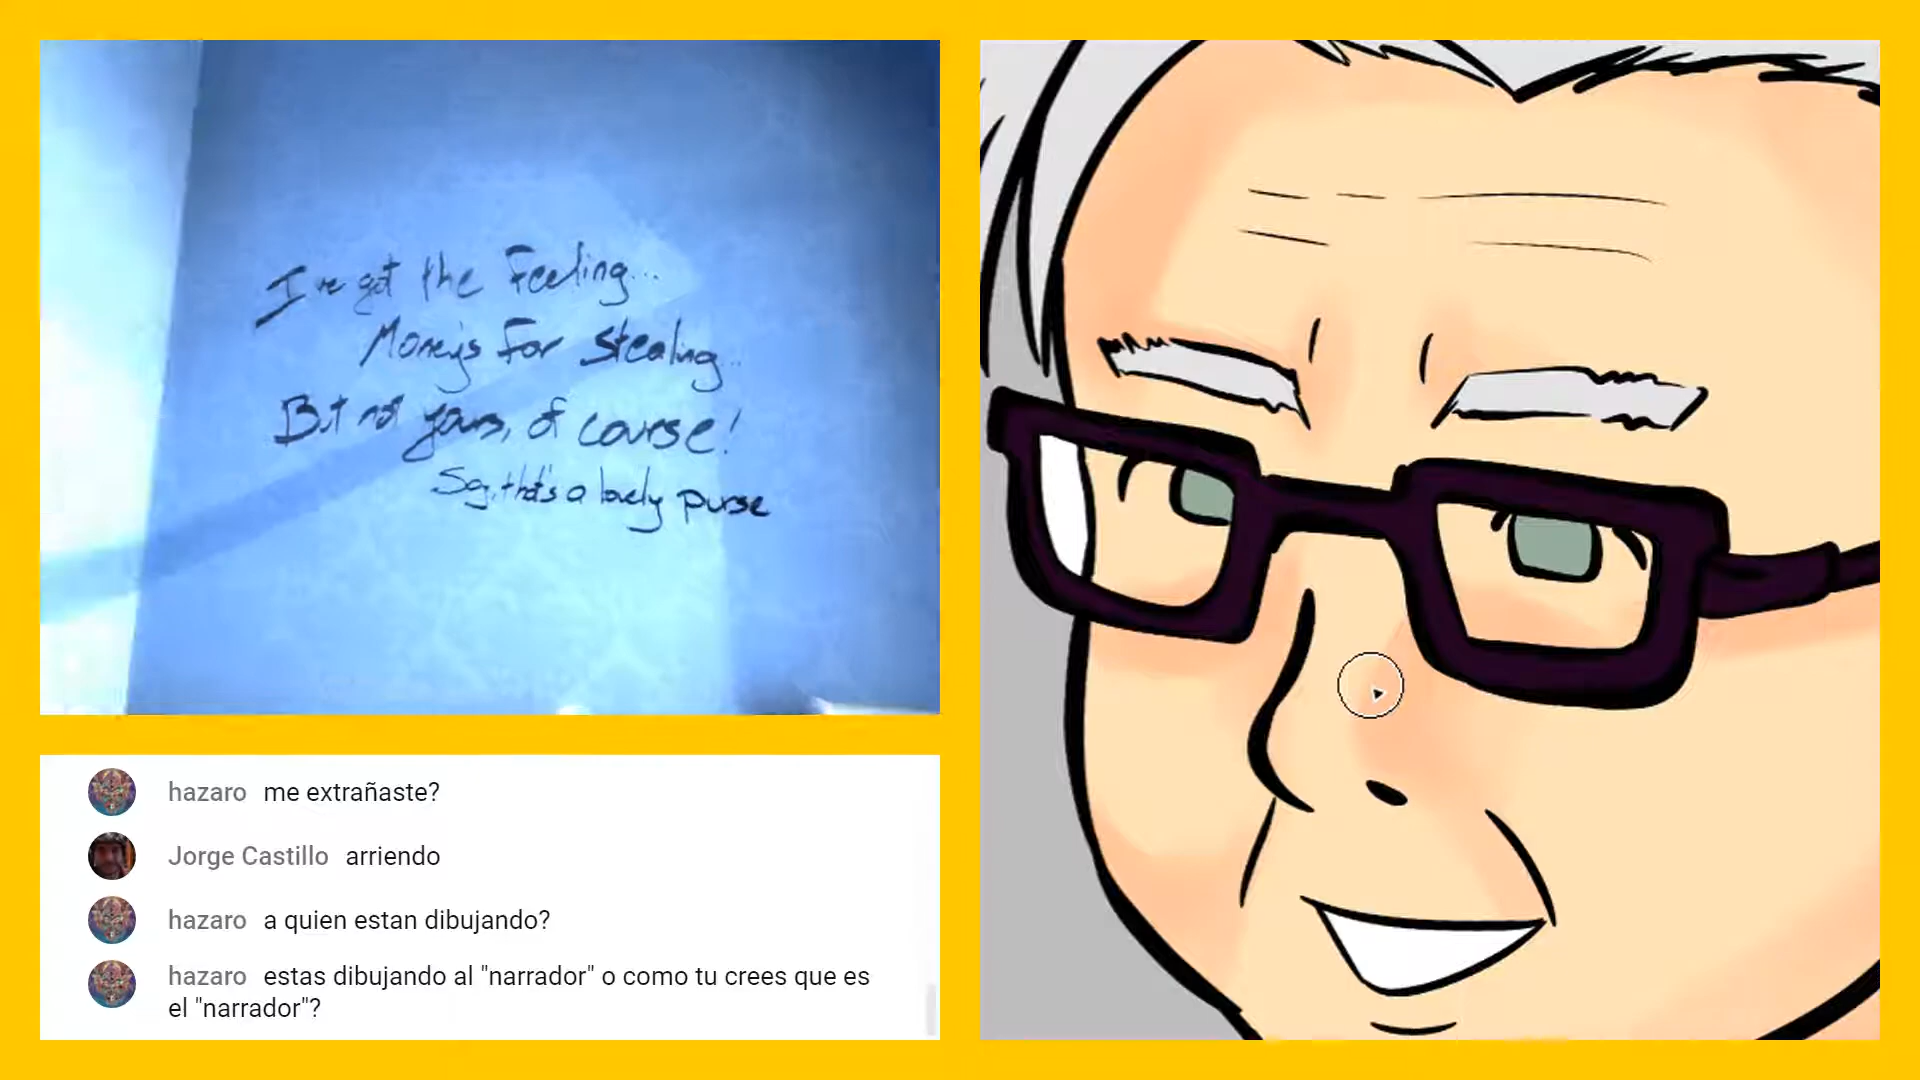 I've got the feeling...
Money's for stealing...
But not yours, of course!
Say, that's a lovely purse
hazaro me extrañaste?
Jorge Castillo arriendo
hazaro a quien estan dibujando?
hazaro estas dibujando al "narrador" o como tu crees que es
el "narrador"?